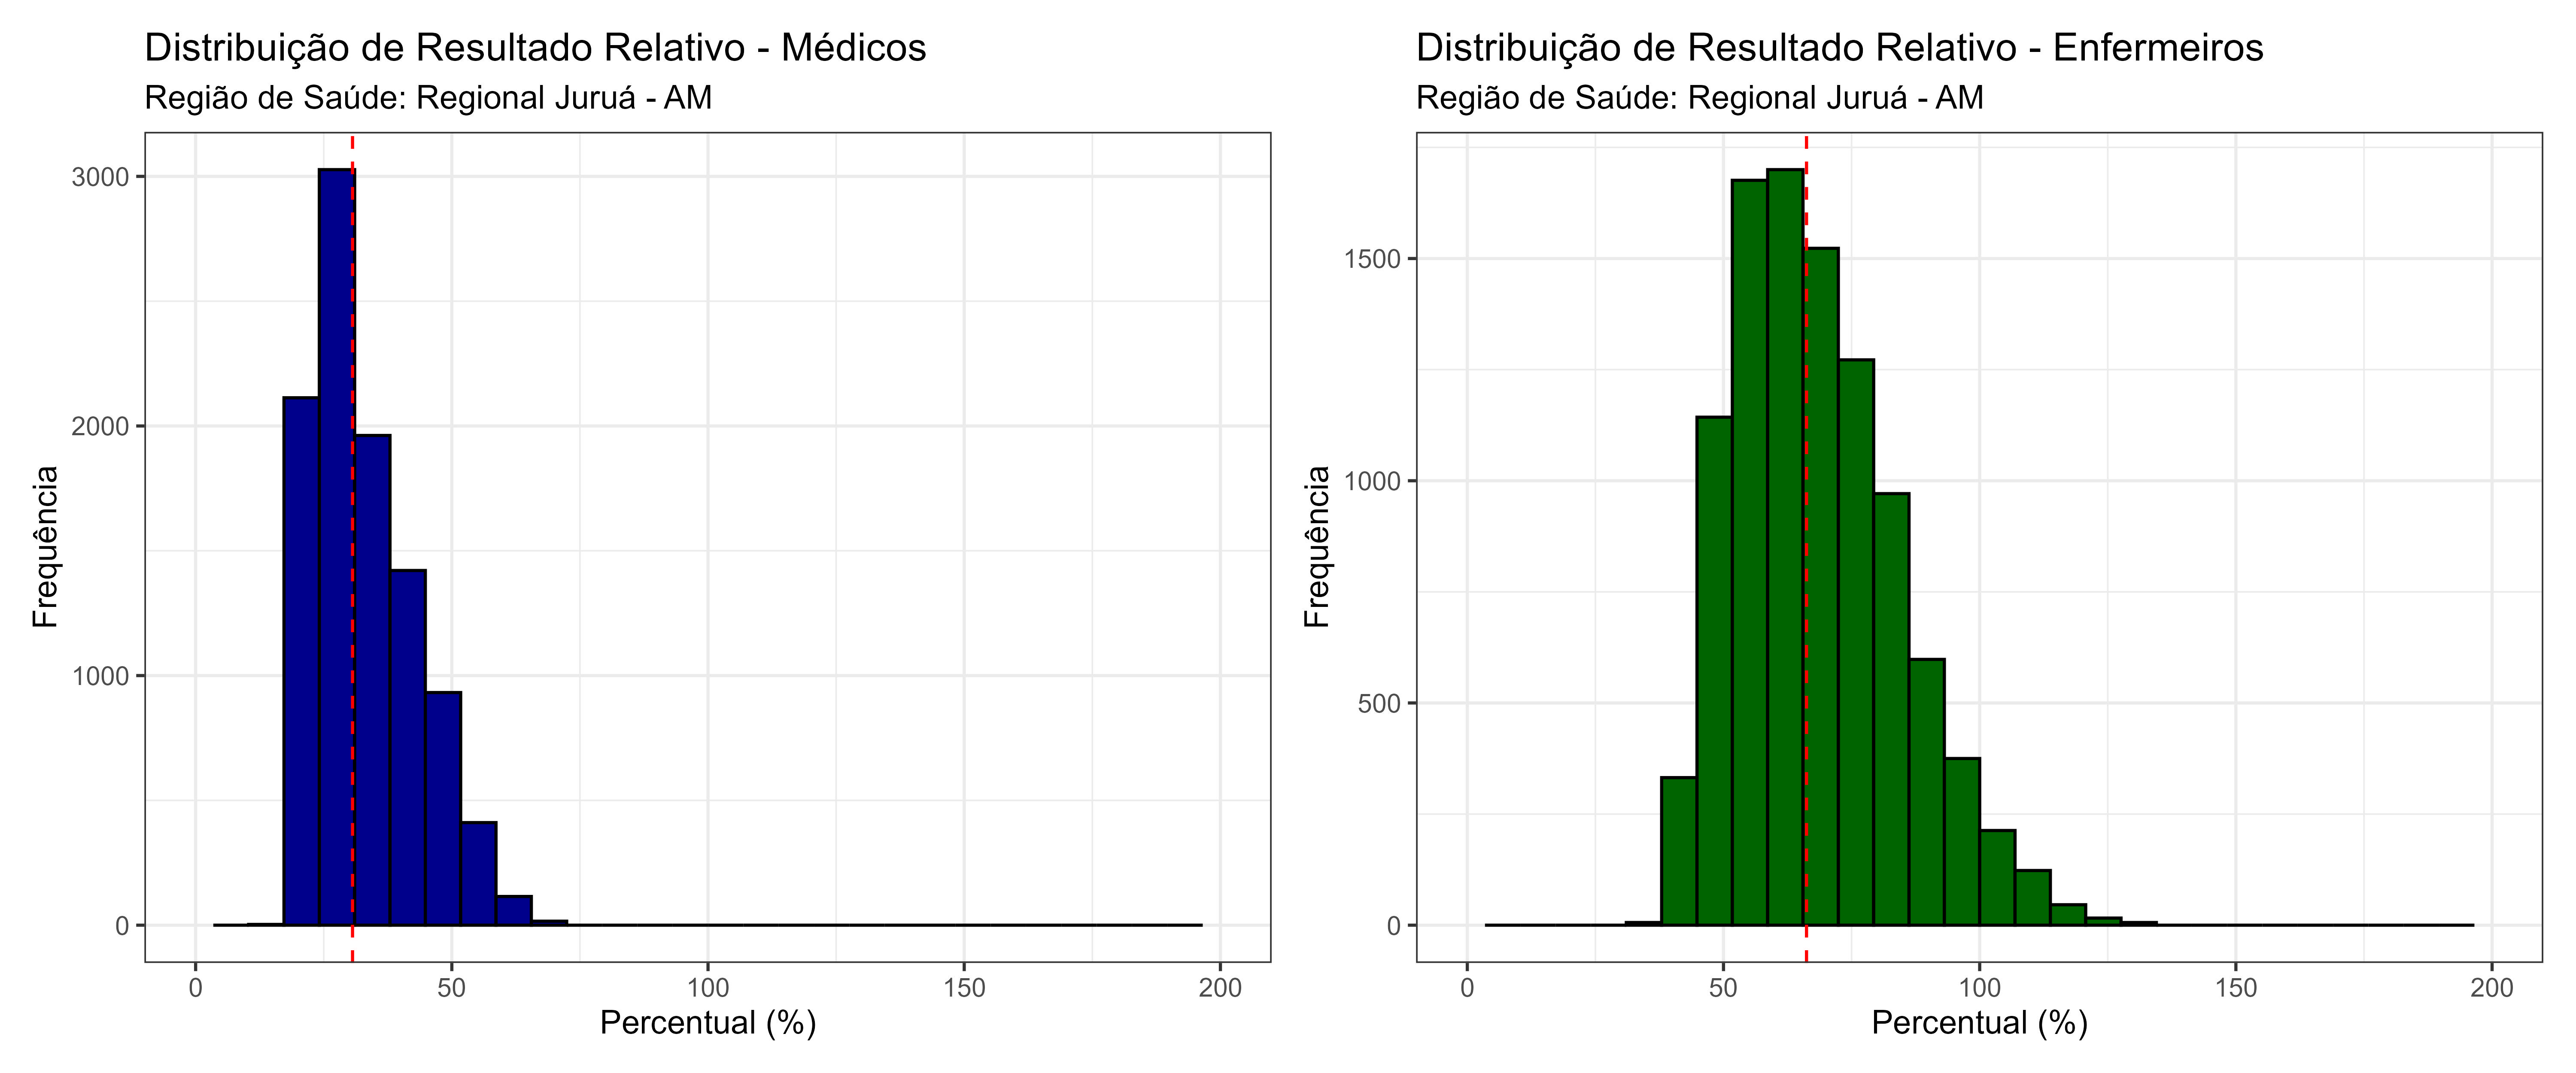 Distribuição de Resultado Relativo - Médicos
Região de Saúde: Regional Juruá - AM
Frequência
3000
2000
1000
0
0 50 100 150 200
Percentual (%)
Distribuição de Resultado Relativo - Enfermeiros
Região de Saúde: Regional Juruá - AM
Frequência
1500
1000
500
0
0 50 100 150 200
Percentual (%)